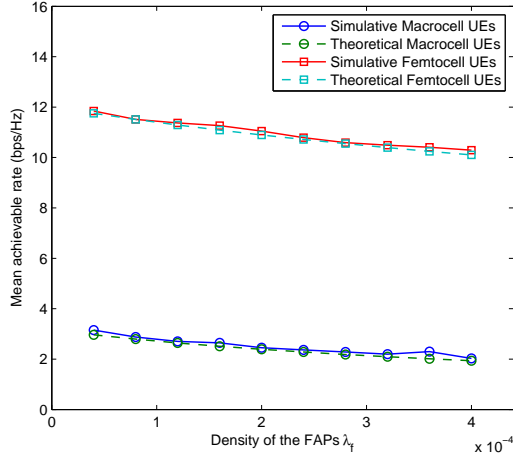 16
14
12
10
8
6
4
2
0
Mean achievable rate (bps/Hz)
Simulative Macrocell UEs
Theoretical Macrocell UEs
Simulative Femtocell UEs
Theoretical Femtocell UEs
0 1 2 3 4
x 10⁻⁴
Density of the FAPs λf